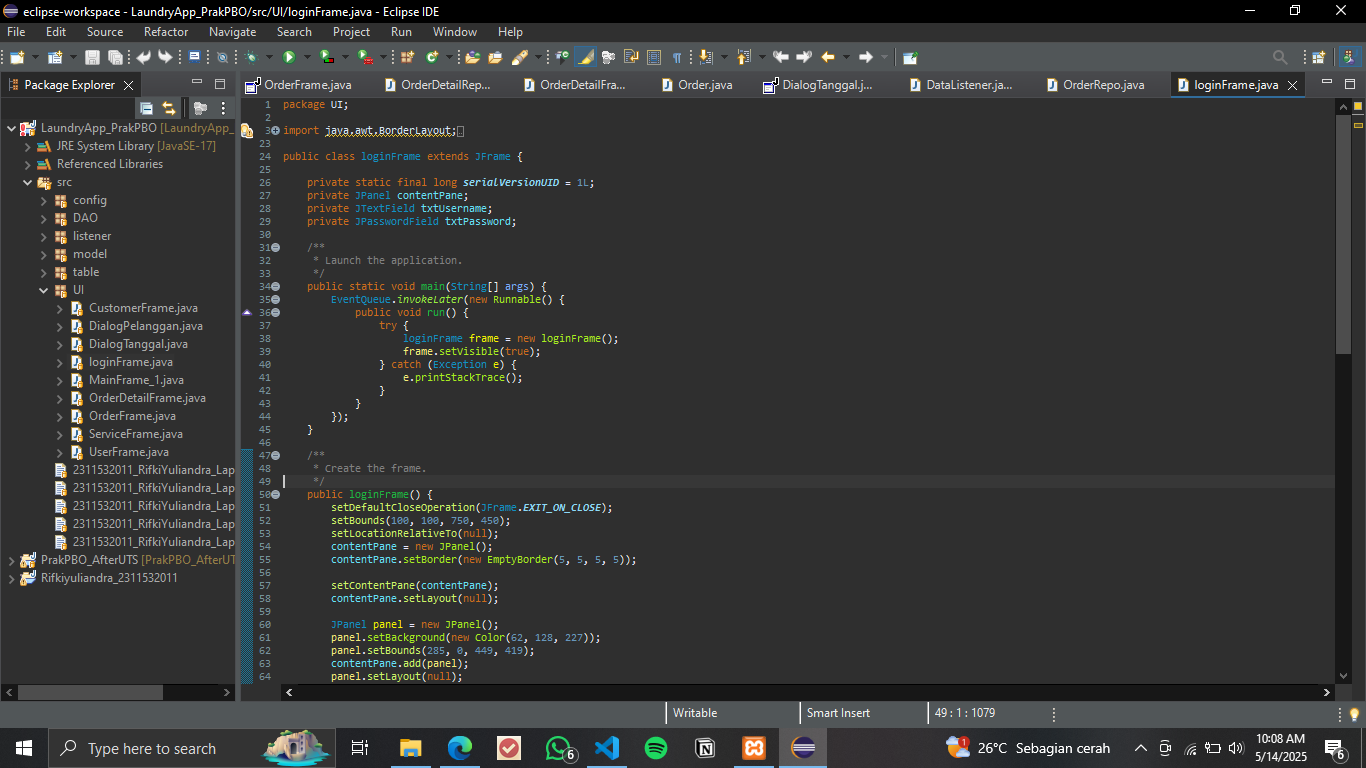 eclipse-workspace - LaundryApp_PrakPBO/src/UI/loginFrame.java - Eclipse IDE
File Edit Source Refactor Navigate Search Project Run Window Help
Package Explorer
OrderFrame.java OrderDetailRep... OrderDetailFra... Order.java DialogTanggal.j... DataListener.ja... OrderRepo.java loginFrame.java
LaundryApp_PrakPBO [LaundryApp_
JRE System Library [JavaSE-17]
Referenced Libraries
src
config
DAO
listener
model
table
UI
CustomerFrame.java
DialogPelanggan.java
DialogTanggal.java
loginFrame.java
MainFrame_1.java
OrderDetailFrame.java
OrderFrame.java
ServiceFrame.java
UserFrame.java
2311532011_RifkiYuliandra_Lap
2311532011_RifkiYuliandra_Lap
2311532011_RifkiYuliandra_Lap
2311532011_RifkiYuliandra_Lap
2311532011_RifkiYuliandra_Lap
PrakPBO_AfterUTS [PrakPBO_AfterUT
Rifkiyuliandra_2311532011
1 package UI;
2
3 import java.awt.BorderLayout;
23
24 public class loginFrame extends JFrame {
25
26 private static final long serialVersionUID = 1L;
27 private JPanel contentPane;
28 private JTextField txtUsername;
29 private JPasswordField txtPassword;
30
31 /**
32 * Launch the application.
33 */
34 public static void main(String[] args) {
35 EventQueue.invokeLater(new Runnable() {
36 public void run() {
37 try {
38 loginFrame frame = new loginFrame();
39 frame.setVisible(true);
40 } catch (Exception e) {
41 e.printStackTrace();
42 }
43 }
44 });
45 }
46
47 /**
48 * Create the frame.
49 */
50 public loginFrame() {
51 setDefaultCloseOperation(JFrame.EXIT_ON_CLOSE);
52 setBounds(100, 100, 750, 450);
53 setLocationRelativeTo(null);
54 contentPane = new JPanel();
55 contentPane.setBorder(new EmptyBorder(5, 5, 5, 5));
56
57 setContentPane(contentPane);
58 contentPane.setLayout(null);
59
60 JPanel panel = new JPanel();
61 panel.setBackground(new Color(62, 128, 227));
62 panel.setBounds(285, 0, 449, 419);
63 contentPane.add(panel);
64 panel.setLayout(null);
Writable Smart Insert 49 : 1 : 1079
Type here to search
6
1
26°C Sebagian cerah
10:08 AM
5/14/2025
6